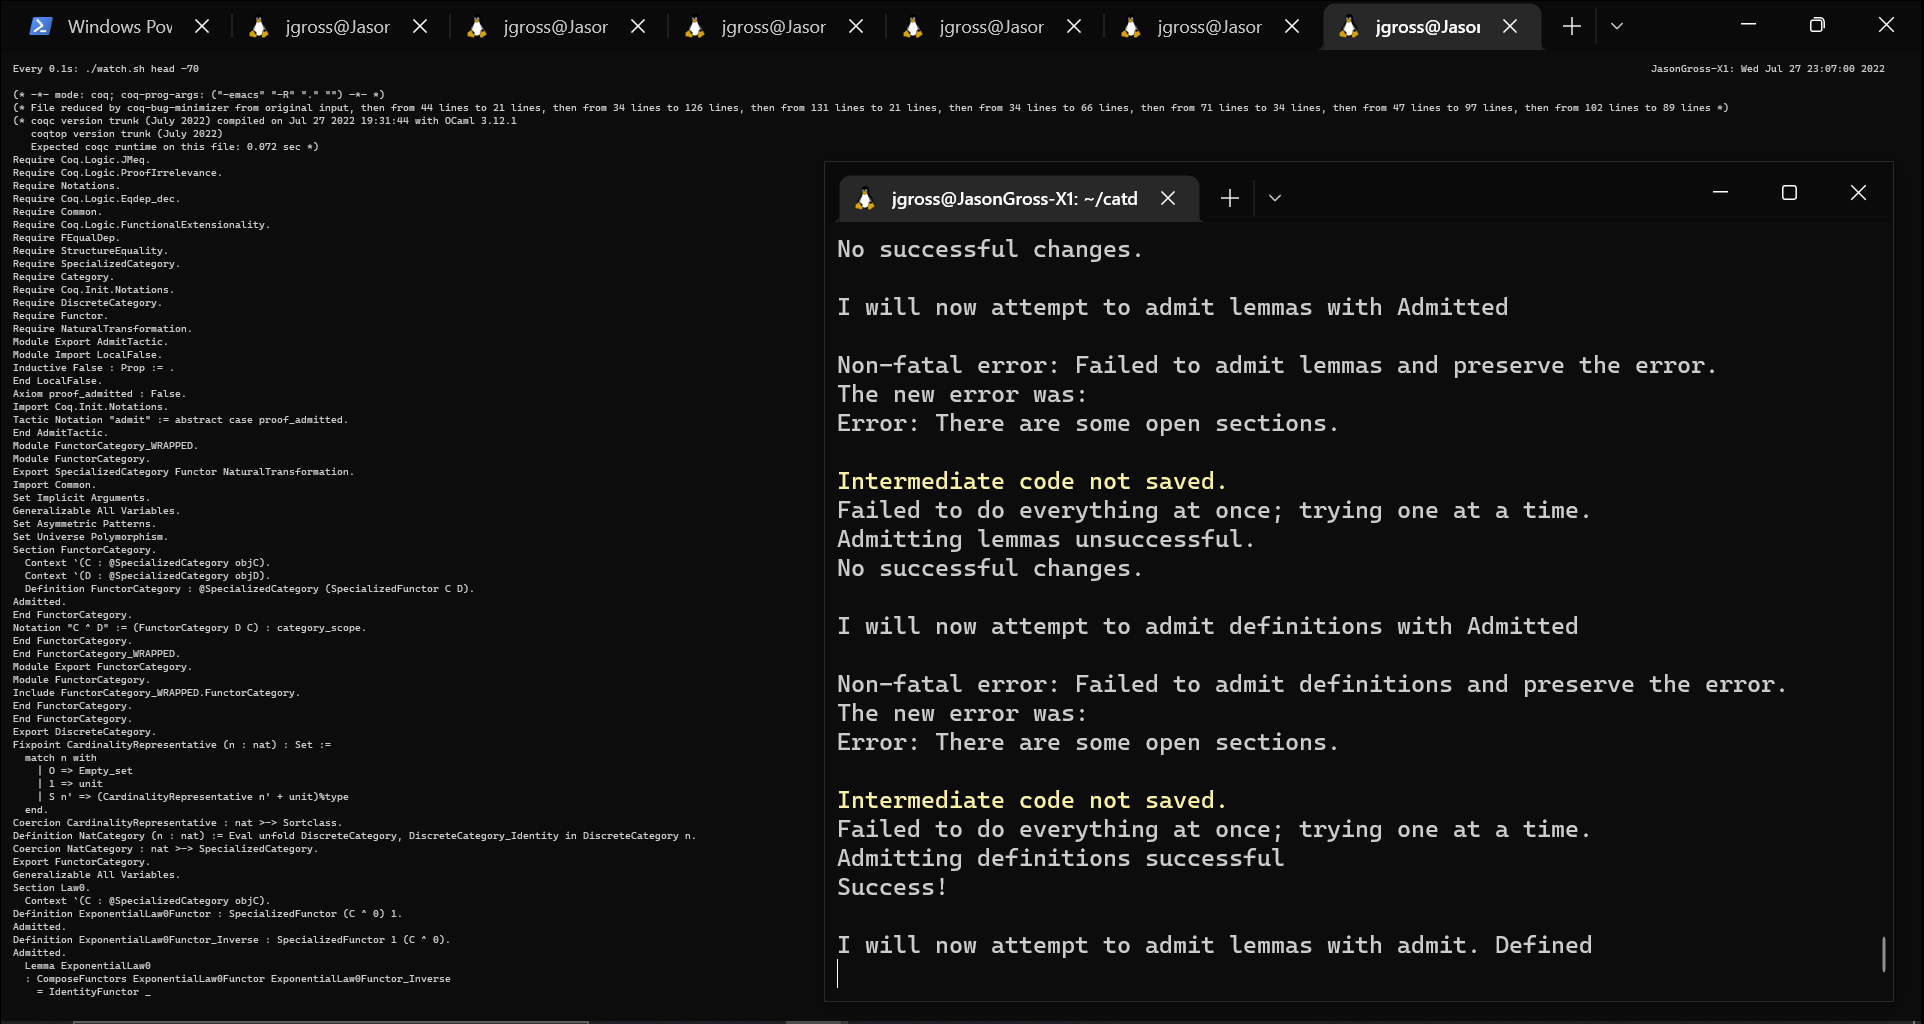 Windows Pow
jgross@Jasor
jgross@Jasor
jgross@Jasor
jgross@Jasor
jgross@Jasor
jgross@Jasor
Every 0.1s: ./watch.sh head -70
JasonGross-X1: Wed Jul 27 23:07:00 2022
(* -*- mode: coq; coq-prog-args: ("-emacs" "-R" "." "") -*- *)
(* File reduced by coq-bug-minimizer from original input, then from 44 lines to 21 lines, then from 34 lines to 126 lines, then from 131 lines to 21 lines, then from 34 lines to 66 lines, then from 71 lines to 34 lines, then from 47 lines to 97 lines, then from 102 lines to 89 lines *)
(* coqc version trunk (July 2022) compiled on Jul 27 2022 19:31:44 with OCaml 3.12.1
coqtop version trunk (July 2022)
Expected coqc runtime on this file: 0.072 sec *)
Require Coq.Logic.JMeq.
Require Coq.Logic.ProofIrrelevance.
Require Notations.
Require Coq.Logic.Eqdep_dec.
Require Common.
Require Coq.Logic.FunctionalExtensionality.
Require FEqualDep.
Require StructureEquality.
Require SpecializedCategory.
Require Category.
Require Coq.Init.Notations.
Require DiscreteCategory.
Require Functor.
Require NaturalTransformation.
Module Export AdmitTactic.
Module Import LocalFalse.
Inductive False : Prop := .
End LocalFalse.
Axiom proof_admitted : False.
Import Coq.Init.Notations.
Tactic Notation "admit" := abstract case proof_admitted.
End AdmitTactic.
Module FunctorCategory_WRAPPED.
Module FunctorCategory.
Export SpecializedCategory Functor NaturalTransformation.
Import Common.
Set Implicit Arguments.
Generalizable All Variables.
Set Asymmetric Patterns.
Set Universe Polymorphism.
Section FunctorCategory.
Context `(C : @SpecializedCategory objC).
Context `(D : @SpecializedCategory objD).
Definition FunctorCategory : @SpecializedCategory (SpecializedFunctor C D).
Admitted.
End FunctorCategory.
Notation "C ^ D" := (FunctorCategory D C) : category_scope.
End FunctorCategory.
End FunctorCategory_WRAPPED.
Module Export FunctorCategory.
Module FunctorCategory.
Include FunctorCategory_WRAPPED.FunctorCategory.
End FunctorCategory.
End FunctorCategory.
Export DiscreteCategory.
Fixpoint CardinalityRepresentative (n : nat) : Set :=
match n with
| O => Empty_set
| 1 => unit
| S n' => (CardinalityRepresentative n' + unit)%type
end.
Coercion CardinalityRepresentative : nat >-> Sortclass.
Definition NatCategory (n : nat) := Eval unfold DiscreteCategory, DiscreteCategory_Identity in DiscreteCategory n.
Coercion NatCategory : nat >-> SpecializedCategory.
Export FunctorCategory.
Generalizable All Variables.
Section Law0.
Context `(C : @SpecializedCategory objC).
Definition ExponentialLaw0Functor : SpecializedFunctor (C ^ 0) 1.
Admitted.
Definition ExponentialLaw0Functor_Inverse : SpecializedFunctor 1 (C ^ 0).
Admitted.
Lemma ExponentialLaw0
: ComposeFunctors ExponentialLaw0Functor ExponentialLaw0Functor_Inverse
= IdentityFunctor _
jgross@JasonGross-X1: ~/catd
No successful changes.
I will now attempt to admit lemmas with Admitted
Non-fatal error: Failed to admit lemmas and preserve the error.
The new error was:
Error: There are some open sections.
Intermediate code not saved.
Failed to do everything at once; trying one at a time.
Admitting lemmas unsuccessful.
No successful changes.
I will now attempt to admit definitions with Admitted
Non-fatal error: Failed to admit definitions and preserve the error.
The new error was:
Error: There are some open sections.
Intermediate code not saved.
Failed to do everything at once; trying one at a time.
Admitting definitions successful
Success!
I will now attempt to admit lemmas with admit. Defined